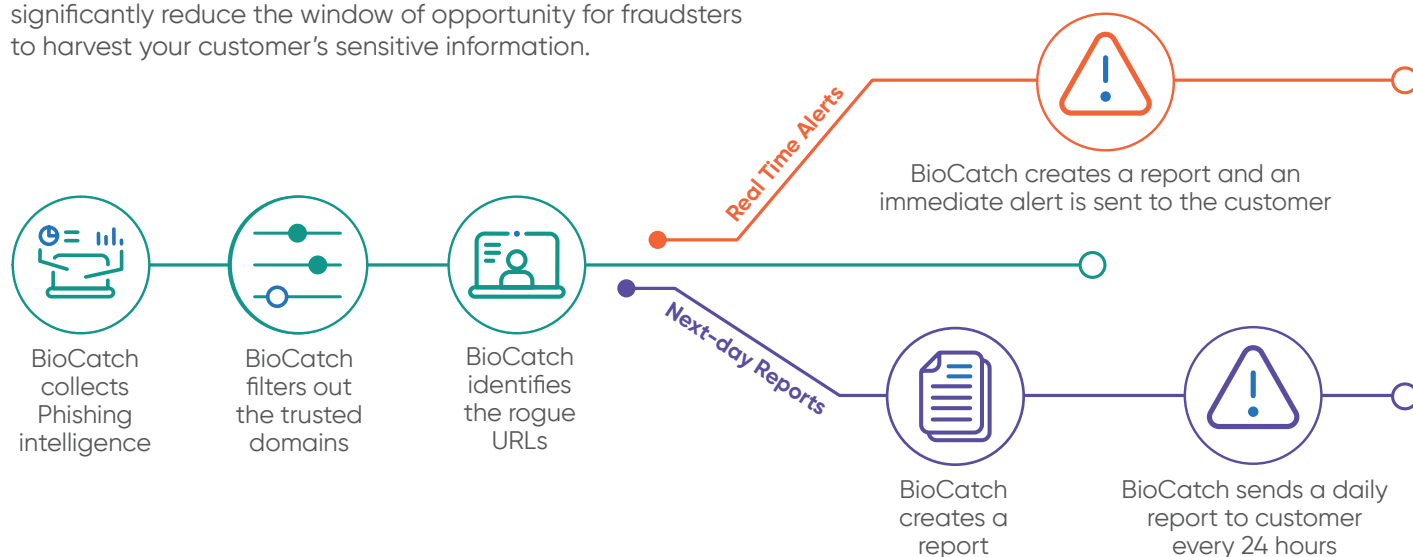 significantly reduce the window of opportunity for fraudsters
to harvest your customer’s sensitive information.
Real Time Alerts
BioCatch creates a report and an
immediate alert is sent to the customer
BioCatch
collects
Phishing
intelligence
BioCatch
filters out
the trusted
domains
BioCatch
identifies
the rogue
URLs
Next-day Reports
BioCatch
creates a
report
BioCatch sends a daily
report to customer
every 24 hours